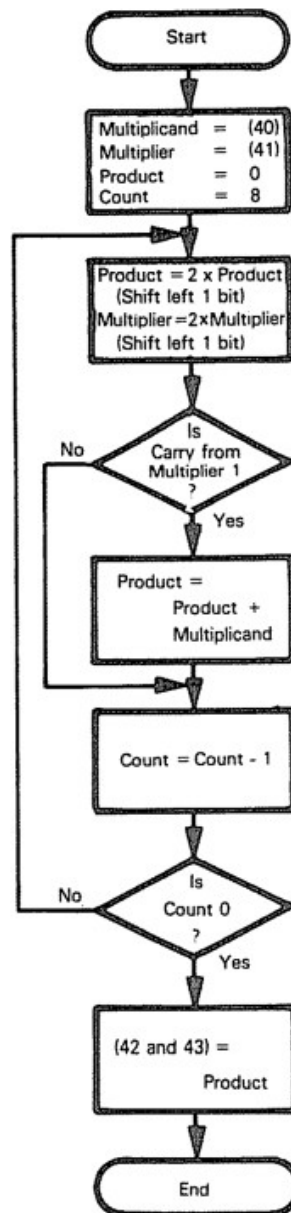 Start
Multiplicand = (40)
Multiplier = (41)
Product = 0
Count = 8
Product = 2 x Product
(Shift left 1 bit)
Multiplier = 2 x Multiplier
(Shift left 1 bit)
Is
Carry from
Multiplier 1
?
No
Yes
Product =
Product +
Multiplicand
Count = Count - 1
Is
Count 0
?
No
Yes
(42 and 43) =
Product
End